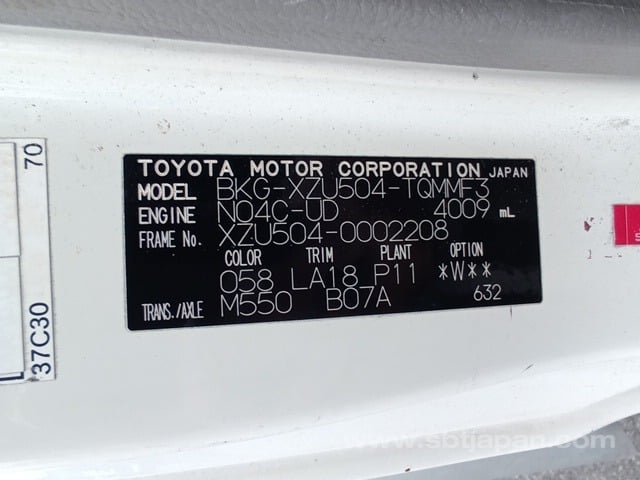 TOYOTA MOTOR CORPORATION JAPAN
MODEL BKG-XZU504-TQMMF3
ENGINE N04C-UD 4009 mL
FRAME NO. XZU504-0002208
COLOR TRIM PLANT OPTION
058 LA18 P11 *W**
TRANS./AXLE M550 B07A 632
70
37C30
www.sbtjapan.com